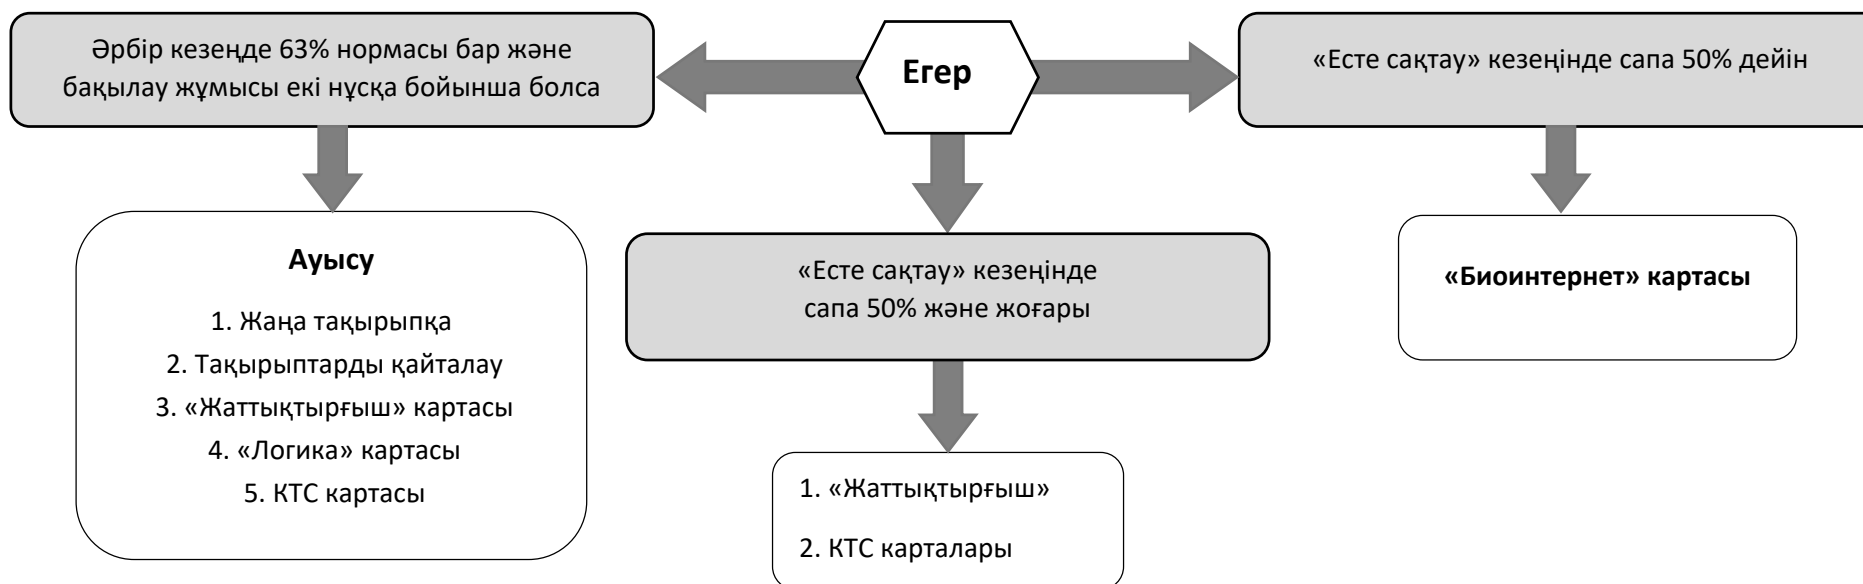 Егер
Әрбір кезеңде 63% нормасы бар және
бақылау жұмысы екі нұсқа бойынша болса
Ауысу
1. Жаңа тақырыпқа
2. Тақырыптарды қайталау
3. «Жаттықтырғыш» картасы
4. «Логика» картасы
5. КТС картасы
«Есте сақтау» кезеңінде
сапа 50% және жоғары
1. «Жаттықтырғыш»
2. КТС карталары
«Есте сақтау» кезеңінде сапа 50% дейін
«Биоинтернет» картасы